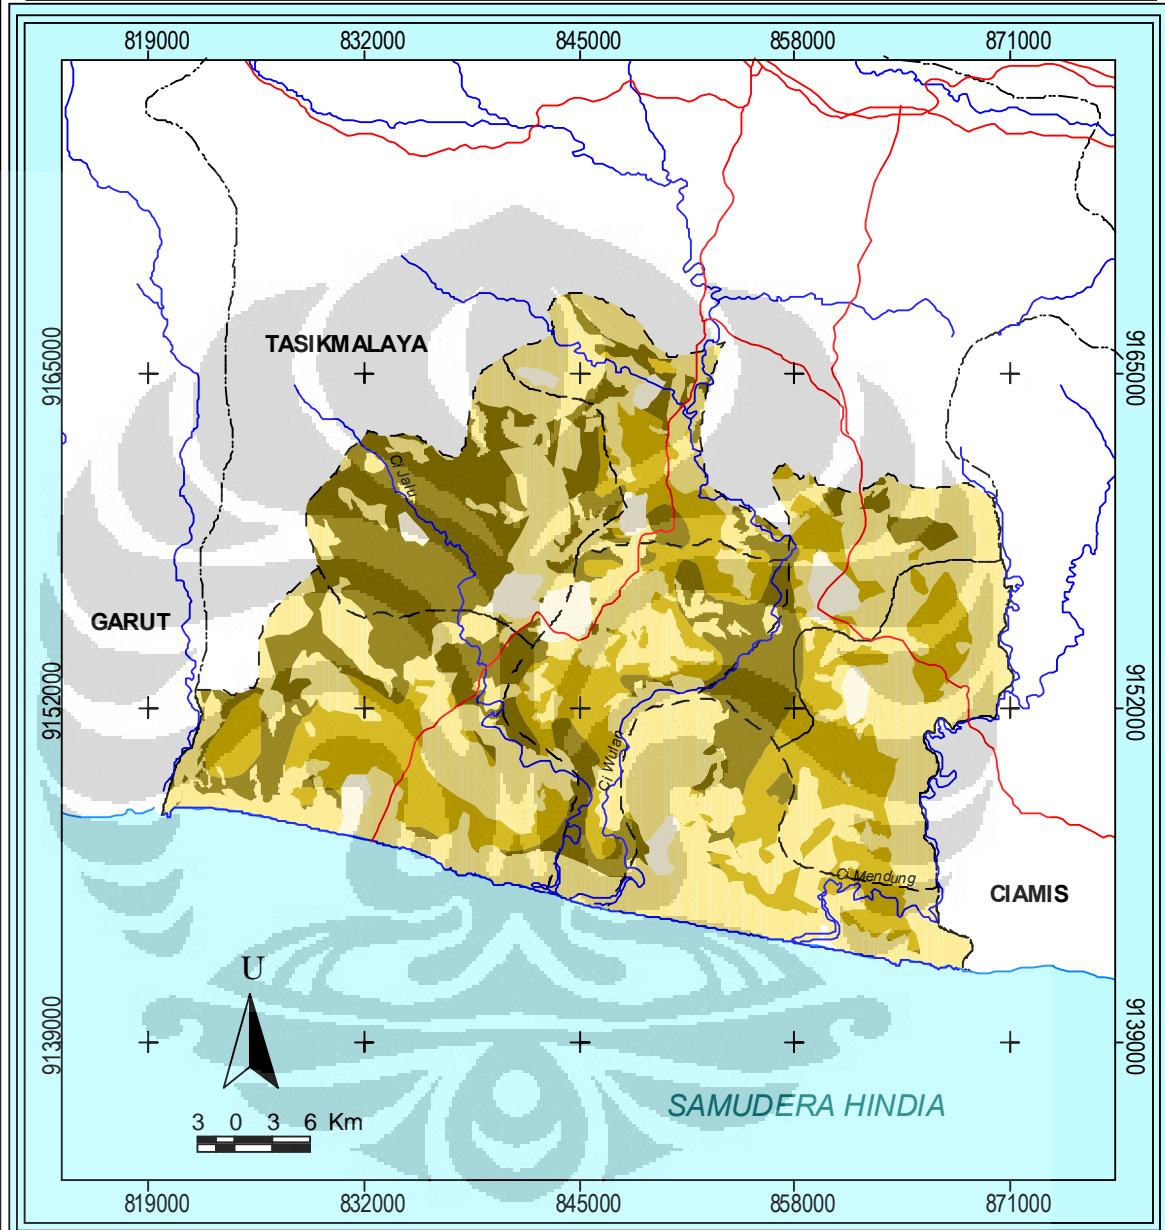 819000 832000 845000 858000 871000
TASIKMALAYA
9165000
9165000
Ci Jalu
GARUT
9152000
9152000
Ci Wulan
Ci Mendung
CIAMIS
U
9139000
9139000
SAMUDERA HINDIA
3 0 3 6 Km
819000 832000 845000 858000 871000